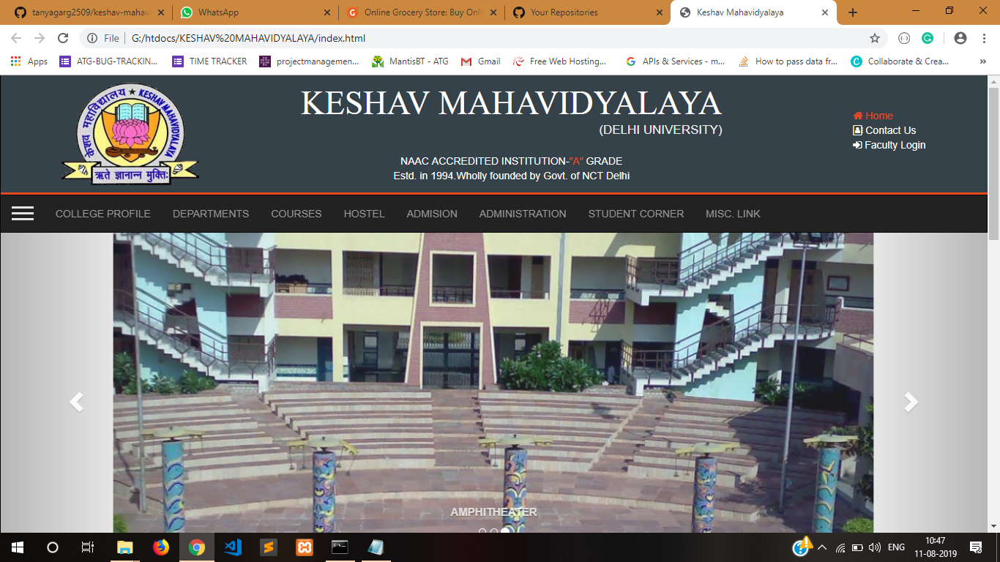 tanyagarg2509/keshav-mahavi
WhatsApp
Online Grocery Store: Buy Onli
Your Repositories
Keshav Mahavidyalaya
File
G:/htdocs/KESHAV%20MAHAVIDYALAYA/index.html
Apps
ATG-BUG-TRACKIN...
TIME TRACKER
projectmanagemen...
MantisBT - ATG
Gmail
Free Web Hosting...
APIs & Services - m...
How to pass data fr...
Collaborate & Crea...
»
केशव महाविद्यालय ★ KESHAV MAHAVIDYALAYA
ऋते ज्ञानान्न मुक्तिः
KESHAV MAHAVIDYALAYA
(DELHI UNIVERSITY)
NAAC ACCREDITED INSTITUTION-"A" GRADE
Estd. in 1994.Wholly founded by Govt. of NCT Delhi
Home
Contact Us
Faculty Login
COLLEGE PROFILE
DEPARTMENTS
COURSES
HOSTEL
ADMISION
ADMINISTRATION
STUDENT CORNER
MISC. LINK
AMPHITHEATER
ENG
10:47
11-08-2019